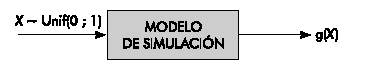 X ~ Unif(0 ; 1)
MODELO
DE SIMULACIÓN
g(X)